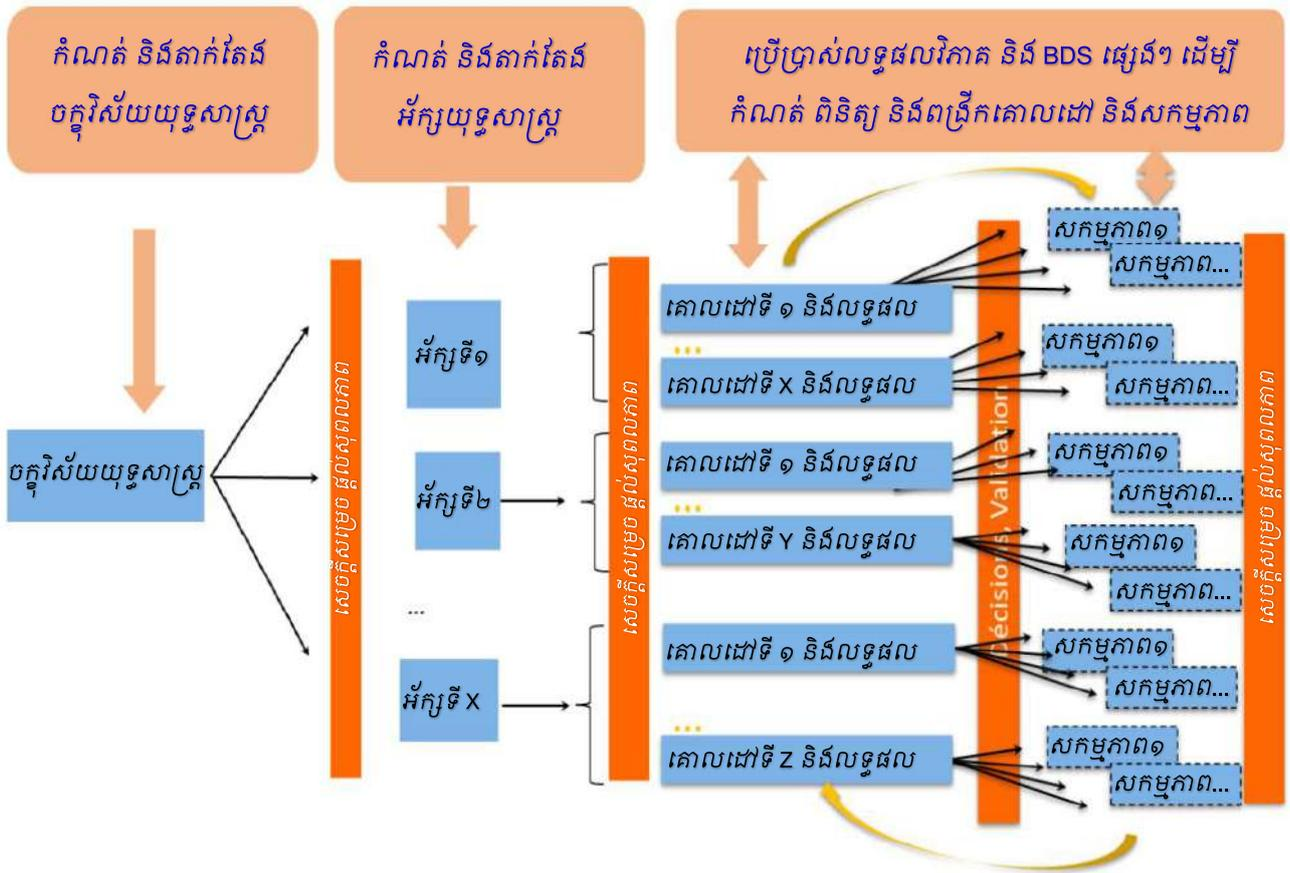 កំណត់ និងតាក់តែង
ចក្ខុវិស័យយុទ្ធសាស្ត្រ
កំណត់ និងតាក់តែង
អ័ក្សយុទ្ធសាស្ត្រ
ប្រើប្រាស់លទ្ធផលវិភាគ និង BDS ផ្សេងៗ ដើម្បី
កំណត់ ពិនិត្យ និងពង្រីកគោលដៅ និងសកម្មភាព
ចក្ខុវិស័យយុទ្ធសាស្ត្រ
សេចក្តីសម្រេច ផ្តល់សុពលភាព
អ័ក្សទី១
អ័ក្សទី២
...
អ័ក្សទី X
សេចក្តីសម្រេច ផ្តល់សុពលភាព
គោលដៅទី ១ និងលទ្ធផល
...
គោលដៅទី X និងលទ្ធផល
គោលដៅទី ១ និងលទ្ធផល
...
គោលដៅទី Y និងលទ្ធផល
គោលដៅទី ១ និងលទ្ធផល
...
គោលដៅទី Z និងលទ្ធផល
Décisions, Validation
សកម្មភាព១
សកម្មភាព...
សកម្មភាព១
សកម្មភាព...
សកម្មភាព១
សកម្មភាព...
សកម្មភាព១
សកម្មភាព...
សកម្មភាព១
សកម្មភាព...
សកម្មភាព១
សកម្មភាព...
សេចក្តីសម្រេច ផ្តល់សុពលភាព